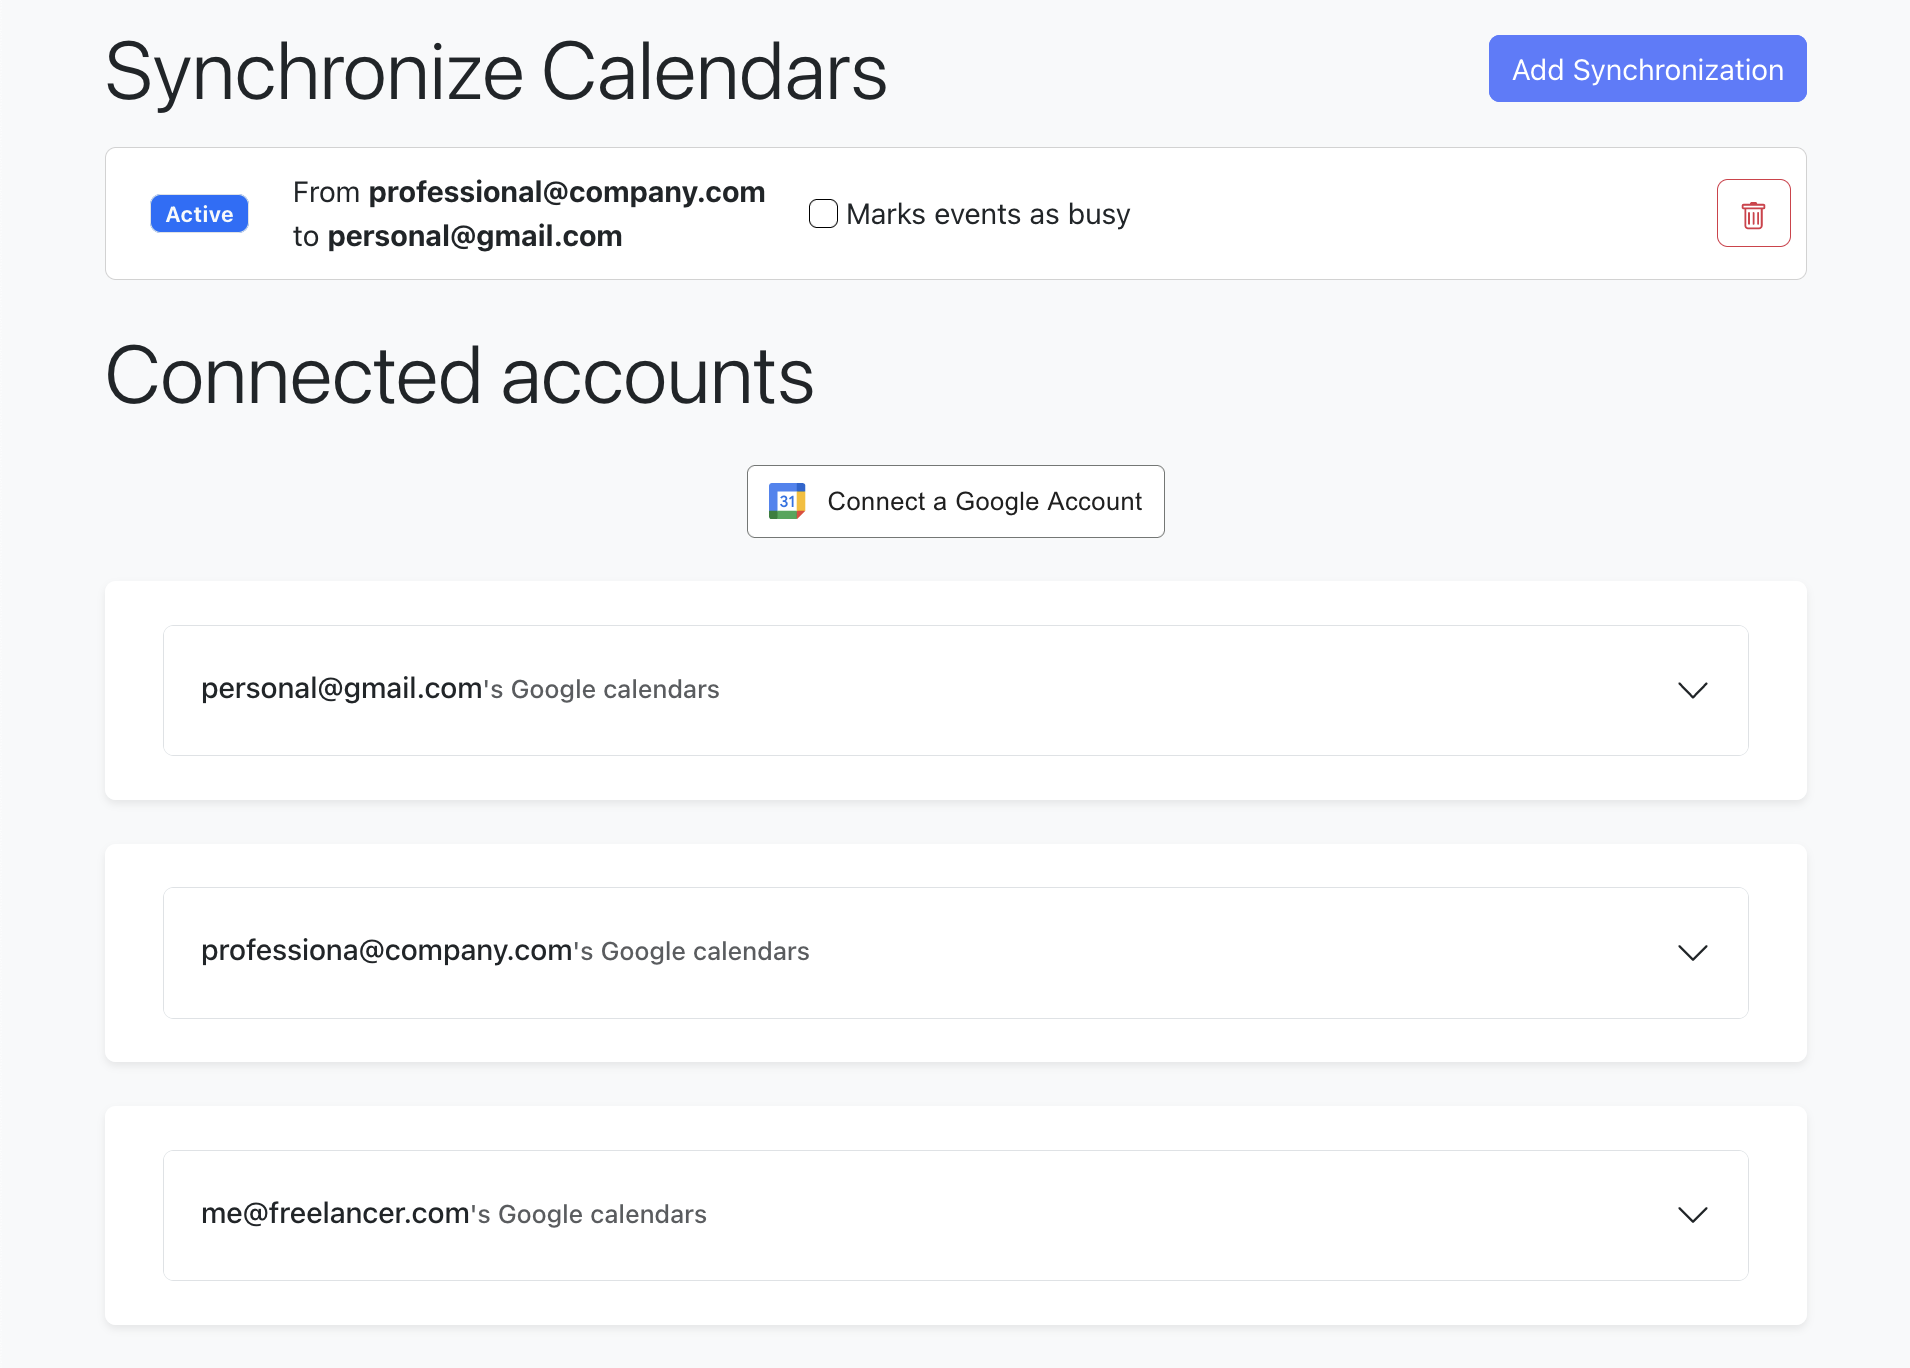 Synchronize Calendars
Add Synchronization
Active
From professional@company.com
to personal@gmail.com
Marks events as busy
Connected accounts
31
Connect a Google Account
personal@gmail.com's Google calendars
professiona@company.com's Google calendars
me@freelancer.com's Google calendars